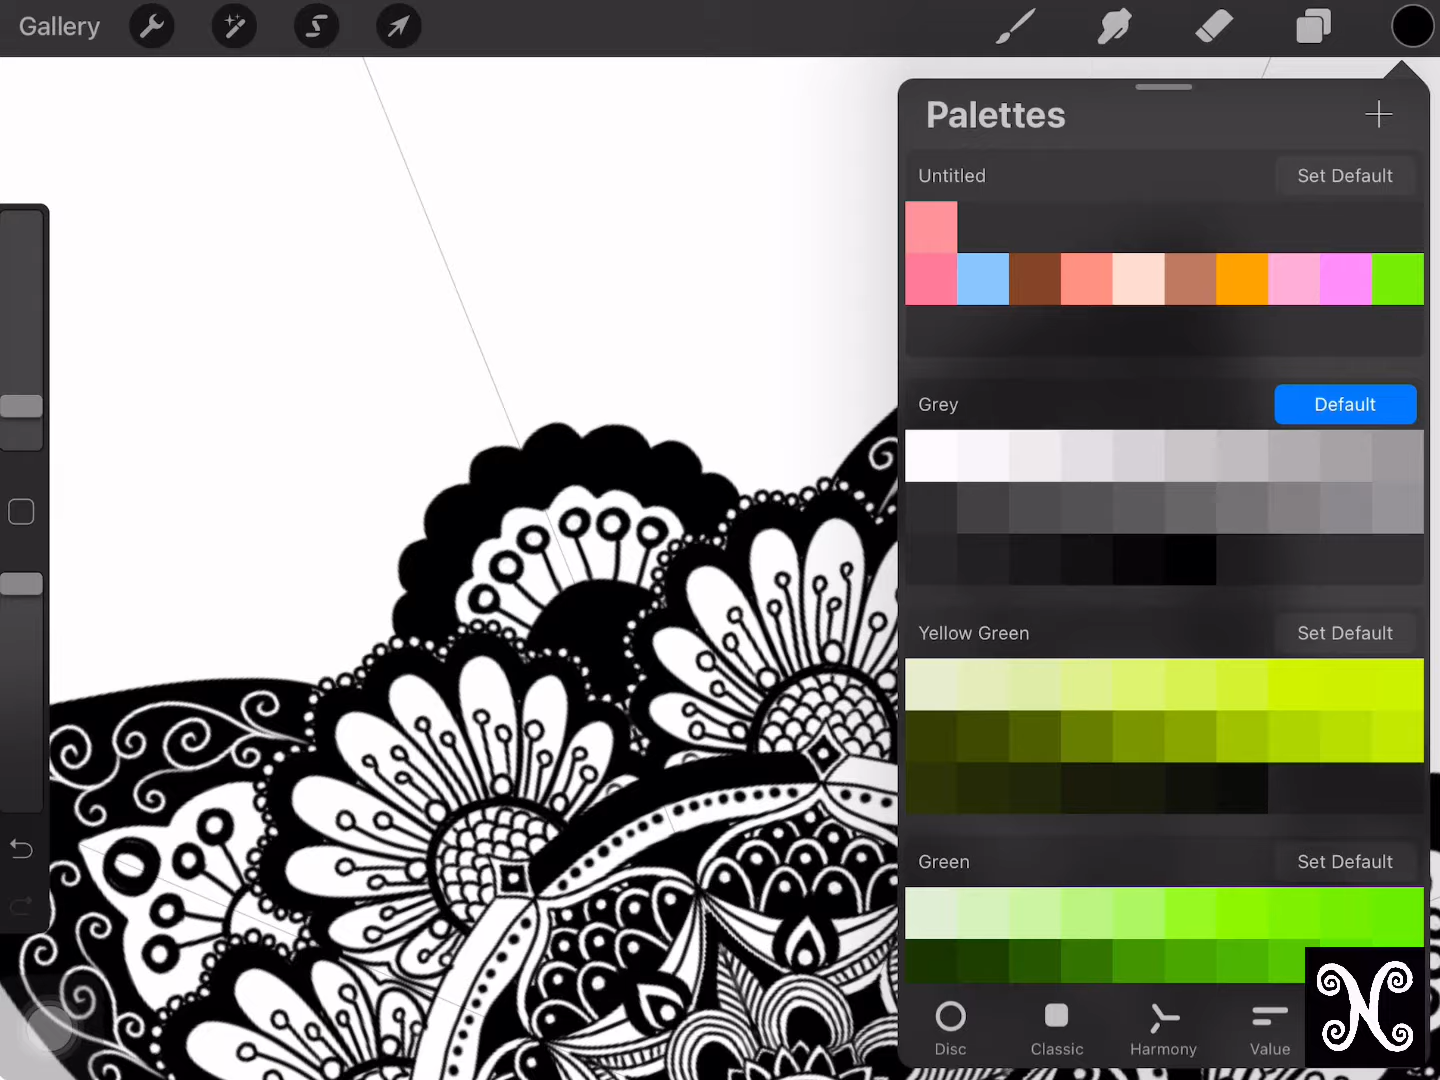 Gallery
Palettes
Untitled
Set Default
Grey
Default
Yellow Green
Set Default
Green
Set Default
Disc
Classic
Harmony
Value
N